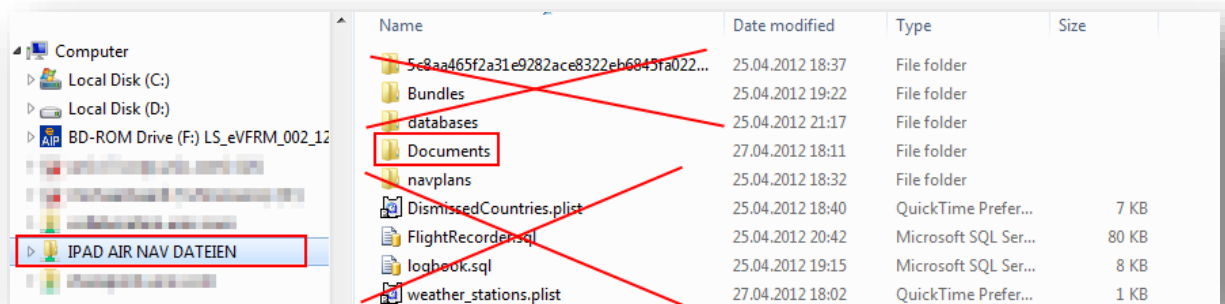 Name Date modified Type Size
Computer
Local Disk (C:)
Local Disk (D:)
AIP BD-ROM Drive (F:) LS_eVFRM_002_12
IPAD AIR NAV DATEIEN
5c8aa465f2a31e9282ace8322eb6845fa022... 25.04.2012 18:37 File folder
Bundles 25.04.2012 19:22 File folder
databases 25.04.2012 21:17 File folder
Documents 27.04.2012 18:11 File folder
navplans 25.04.2012 18:32 File folder
DismissedCountries.plist 25.04.2012 18:40 QuickTime Prefer... 7 KB
FlightRecorder.sql 25.04.2012 20:42 Microsoft SQL Ser... 80 KB
logbook.sql 25.04.2012 19:15 Microsoft SQL Ser... 8 KB
weather_stations.plist 27.04.2012 18:02 QuickTime Prefer... 1 KB